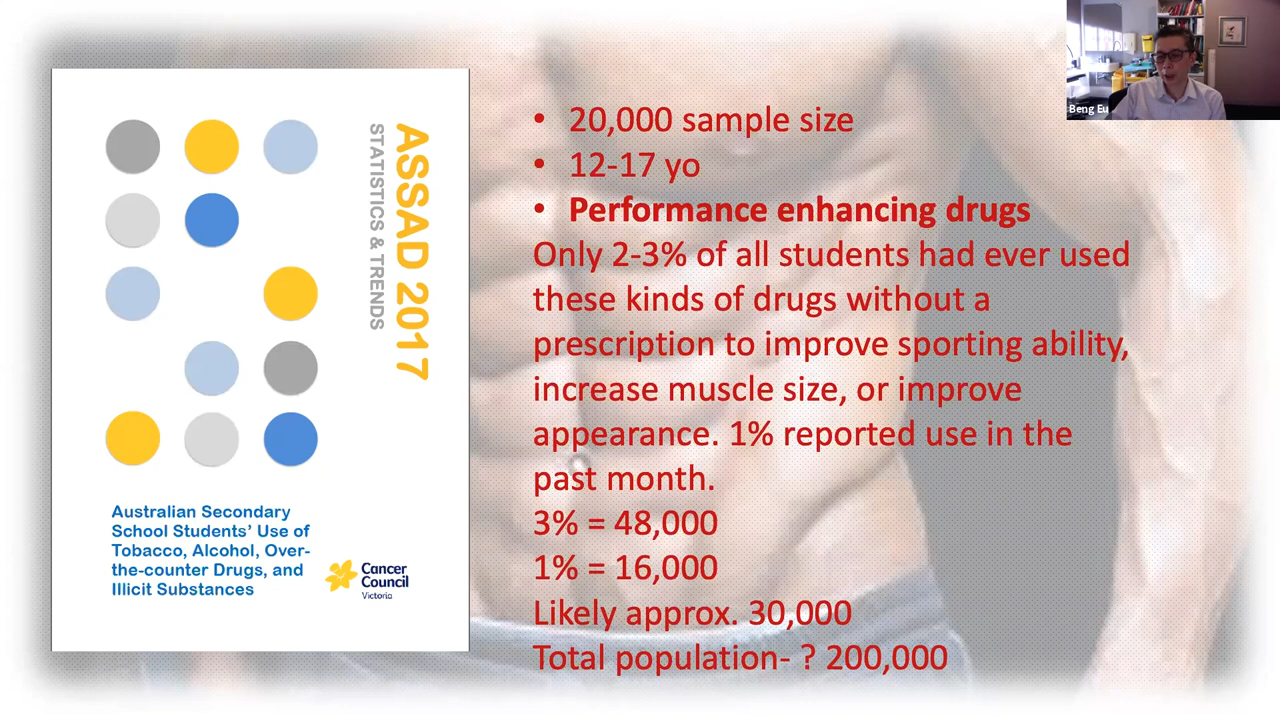 ASSAD 2017
STATISTICS & TRENDS
Australian Secondary
School Students’ Use of
Tobacco, Alcohol, Over-
the-counter Drugs, and
Illicit Substances
Cancer
Council
Victoria
• 20,000 sample size
• 12-17 yo
• Performance enhancing drugs
Only 2-3% of all students had ever used
these kinds of drugs without a
prescription to improve sporting ability,
increase muscle size, or improve
appearance. 1% reported use in the
past month.
3% = 48,000
1% = 16,000
Likely approx. 30,000
Total population- ? 200,000
Beng Eu